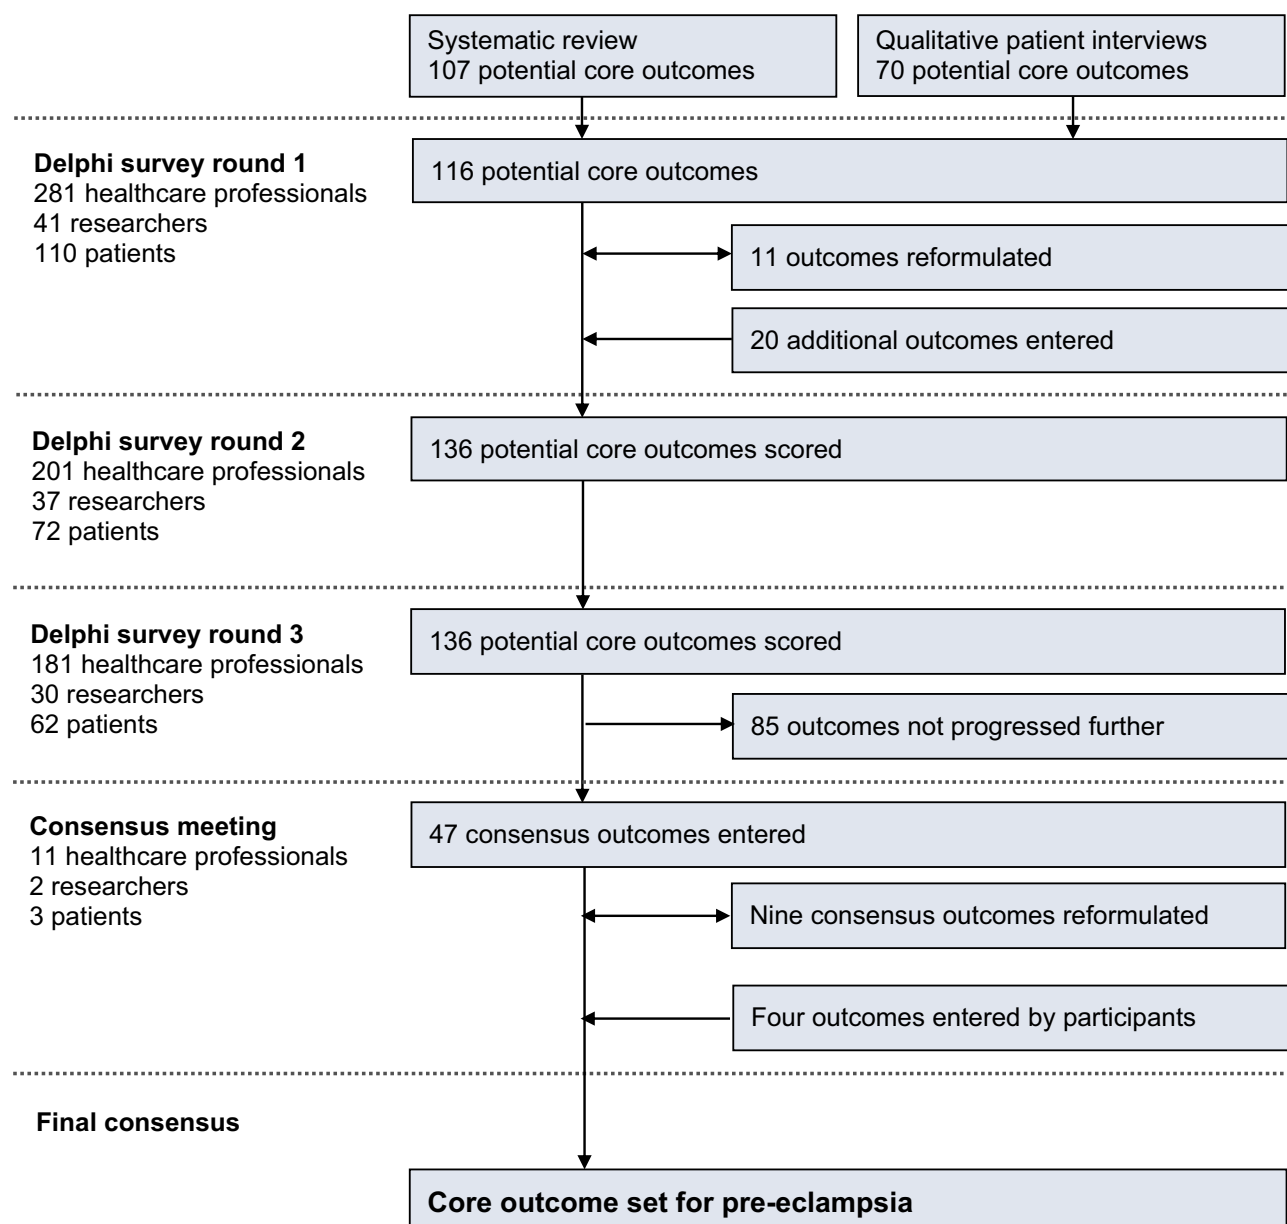 Systematic review
107 potential core outcomes
Qualitative patient interviews
70 potential core outcomes
Delphi survey round 1
281 healthcare professionals
41 researchers
110 patients
116 potential core outcomes
11 outcomes reformulated
20 additional outcomes entered
Delphi survey round 2
201 healthcare professionals
37 researchers
72 patients
136 potential core outcomes scored
Delphi survey round 3
181 healthcare professionals
30 researchers
62 patients
136 potential core outcomes scored
85 outcomes not progressed further
Consensus meeting
11 healthcare professionals
2 researchers
3 patients
47 consensus outcomes entered
Nine consensus outcomes reformulated
Four outcomes entered by participants
Final consensus
Core outcome set for pre-eclampsia